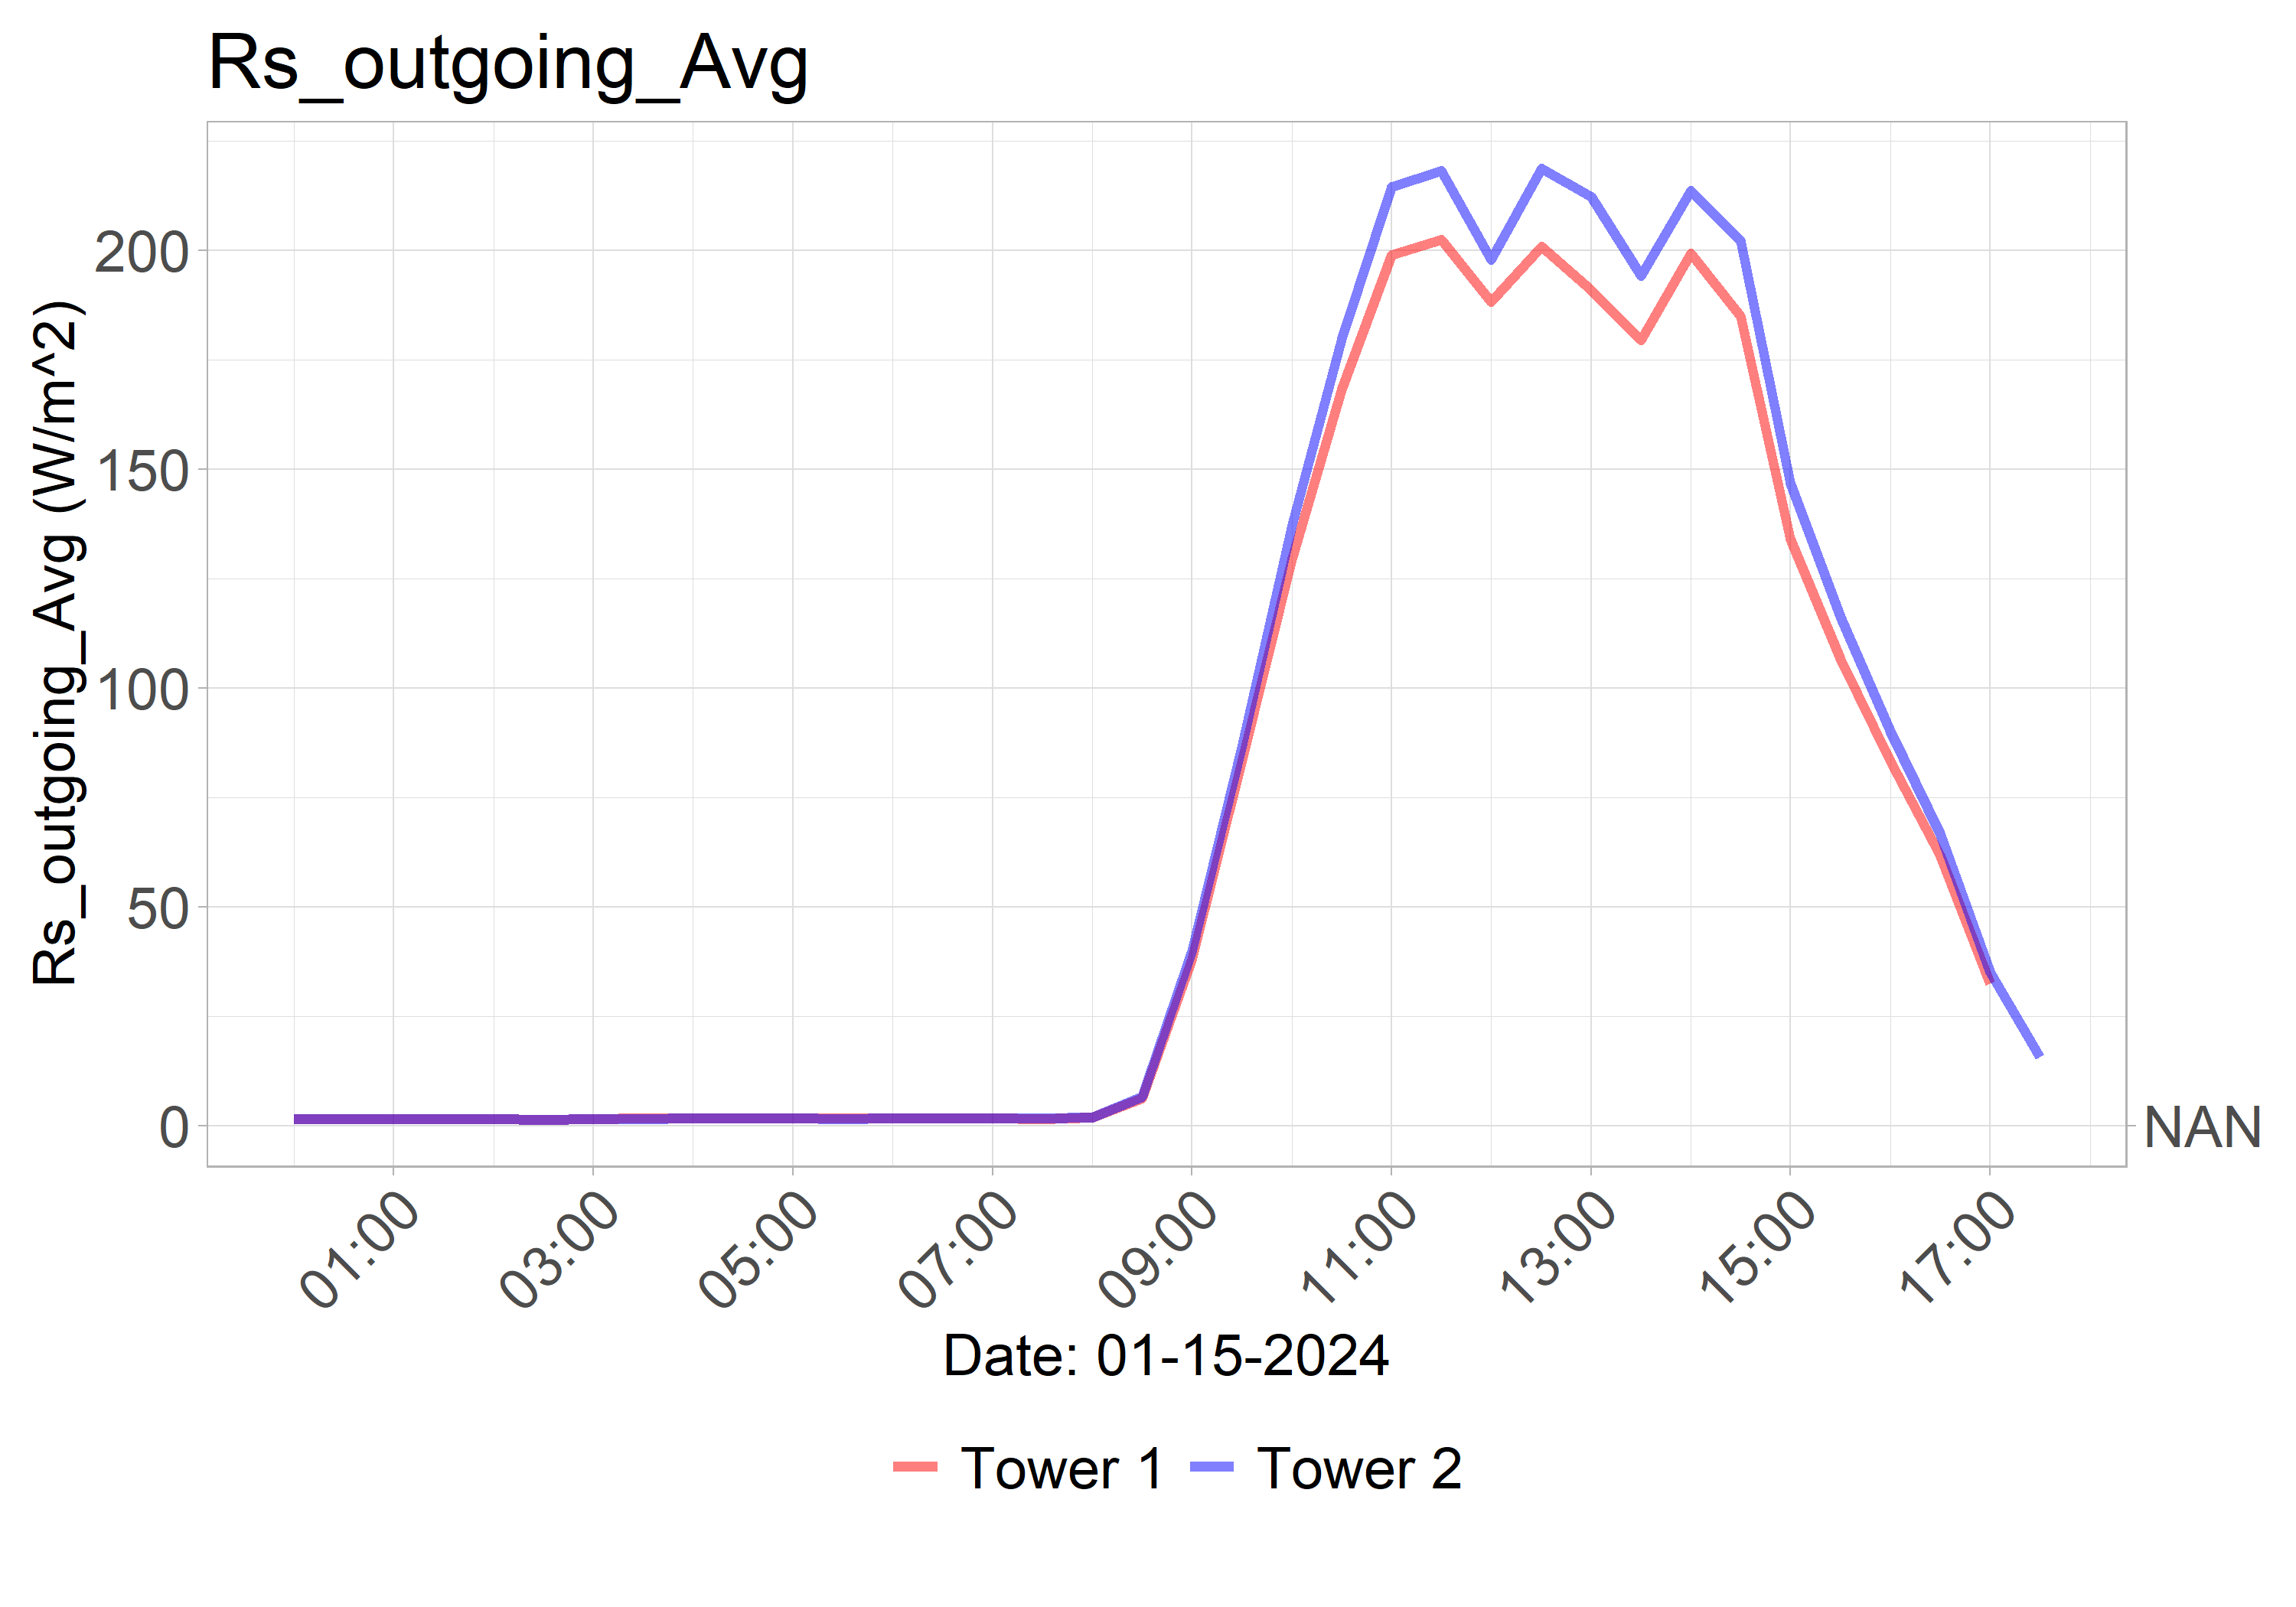 Rs_outgoing_Avg
Rs_outgoing_Avg (W/m^2)
200
150
100
50
0
NAN
01:00
03:00
05:00
07:00
09:00
11:00
13:00
15:00
17:00
Date: 01-15-2024
Tower 1
Tower 2